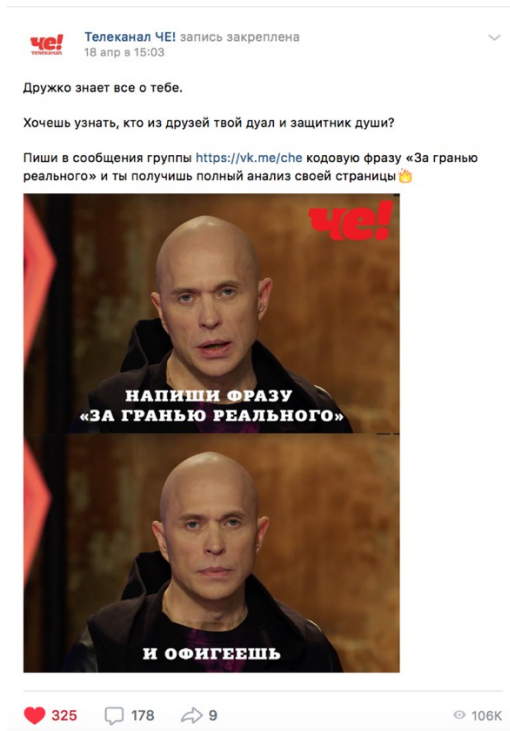 че!
ТЕЛЕКАНАЛ
Телеканал ЧЕ! запись закреплена
18 апр в 15:03
Дружко знает все о тебе.
Хочешь узнать, кто из друзей твой дуал и защитник души?
Пиши в сообщения группы https://vk.me/che кодовую фразу «За гранью
реального» и ты получишь полный анализ своей страницы
че!
НАПИШИ ФРАЗУ
«ЗА ГРАНЬЮ РЕАЛЬНОГО»
И ОФИГЕЕШЬ
325 178 9 106K